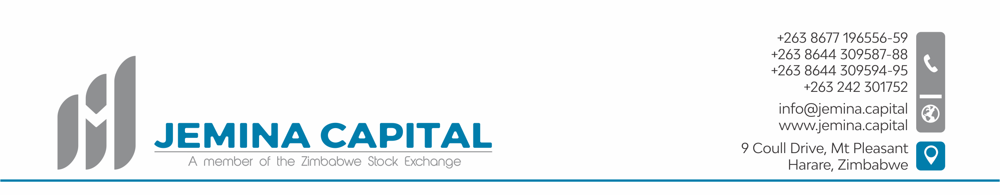 JEMINA CAPITAL
A member of the Zimbabwe Stock Exchange
+263 8677 196556-59
+263 8644 309587-88
+263 8644 309594-95
+263 242 301752
info@jemina.capital
www.jemina.capital
9 Coull Drive, Mt Pleasant
Harare, Zimbabwe